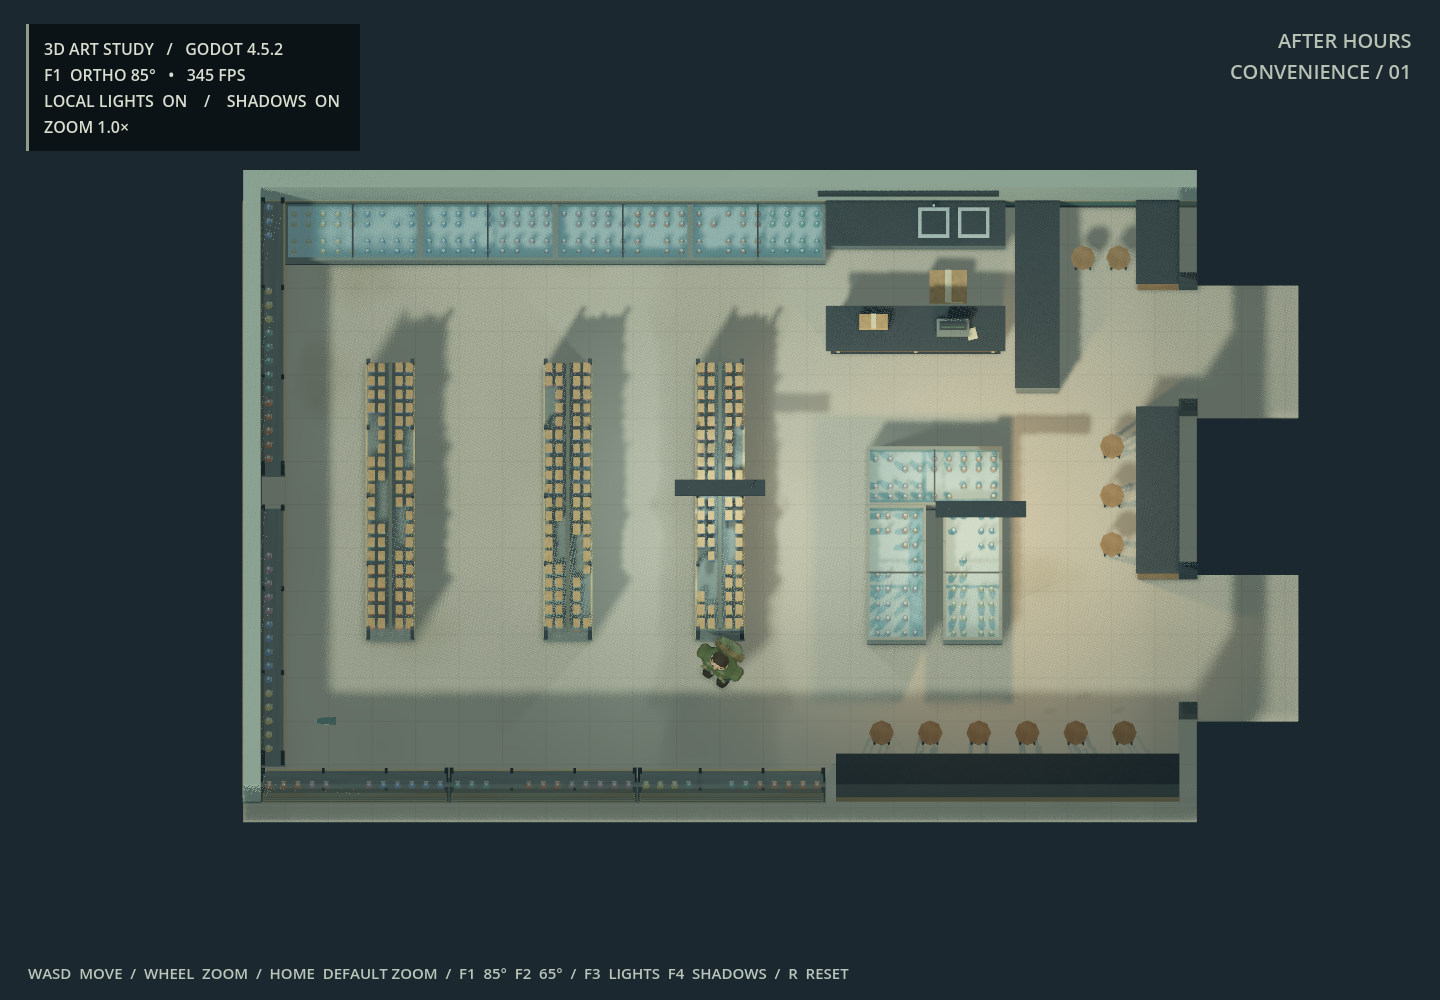 3D ART STUDY / GODOT 4.5.2
F1 ORTHO 85° • 345 FPS
LOCAL LIGHTS ON / SHADOWS ON
ZOOM 1.0×
AFTER HOURS
CONVENIENCE / 01
WASD MOVE / WHEEL ZOOM / HOME DEFAULT ZOOM / F1 85° F2 65° / F3 LIGHTS F4 SHADOWS / R RESET